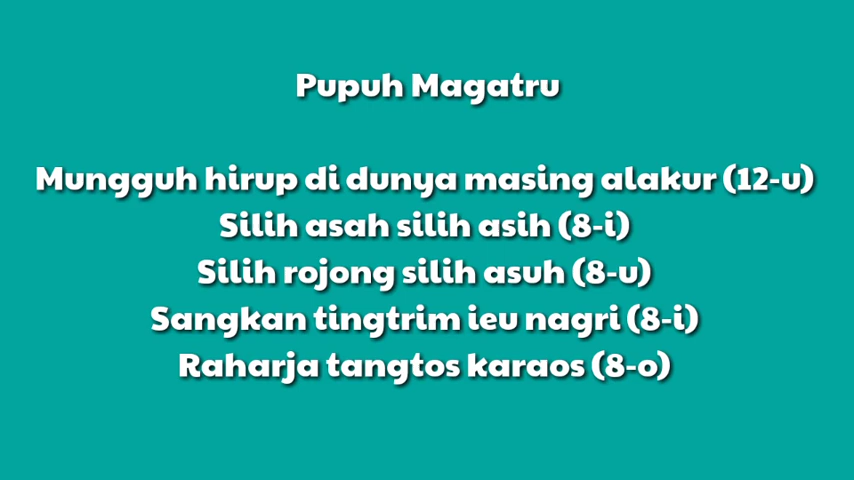 Pupuh Magatru
Mungguh hirup di dunya masing alakur (12-u)
Silih asah silih asih (8-i)
Silih rojong silih asuh (8-u)
Sangkan tingtrim ieu nagri (8-i)
Raharja tangtos karaos (8-o)